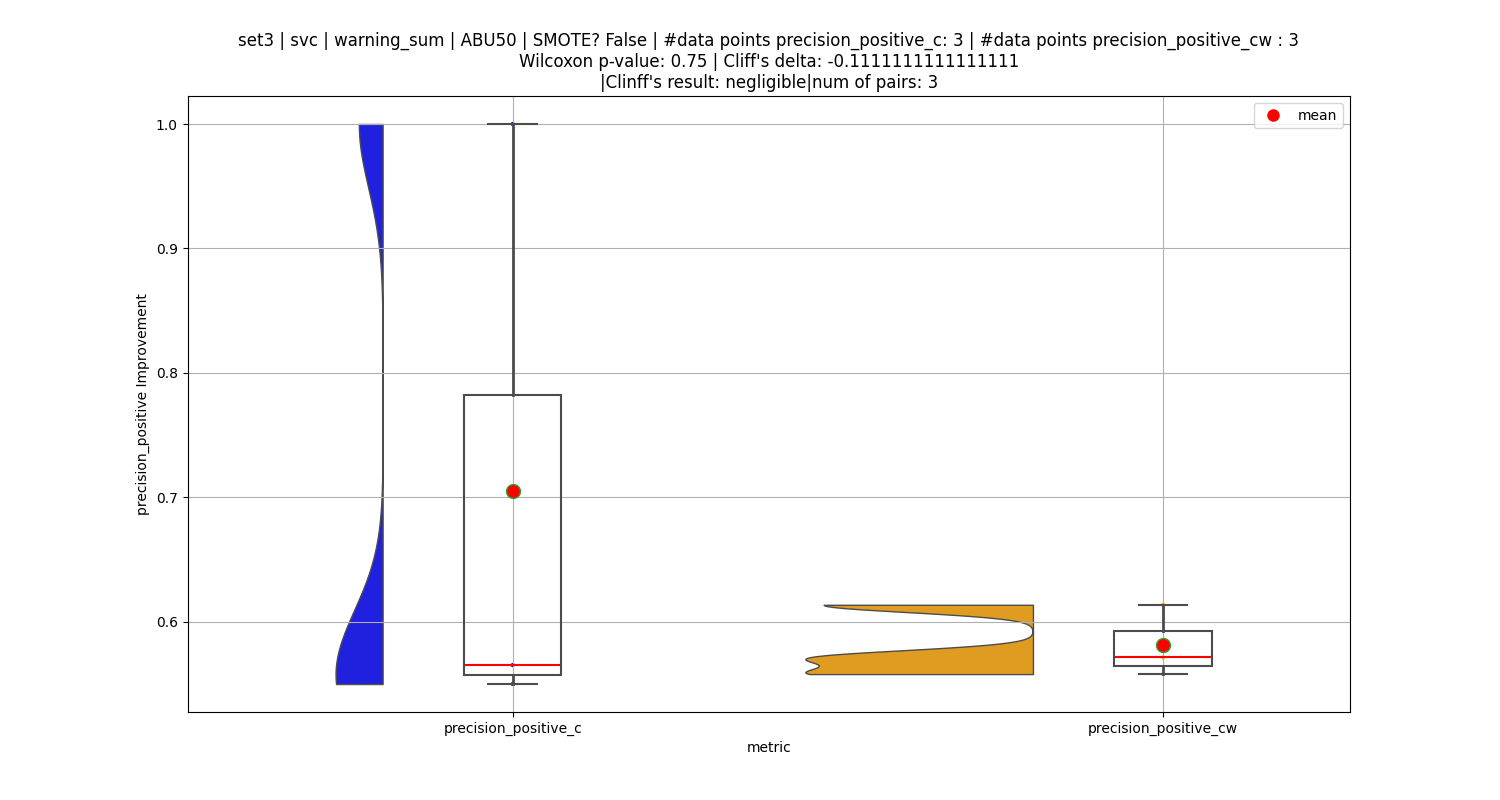 set3 | svc | warning_sum | ABU50 | SMOTE? False | #data points precision_positive_c: 3 | #data points precision_positive_cw : 3
Wilcoxon p-value: 0.75 | Cliff's delta: -0.1111111111111111
|Clinff's result: negligible|num of pairs: 3
mean
1.0
0.9
0.8
0.7
0.6
precision_positive Improvement
precision_positive_c
precision_positive_cw
metric